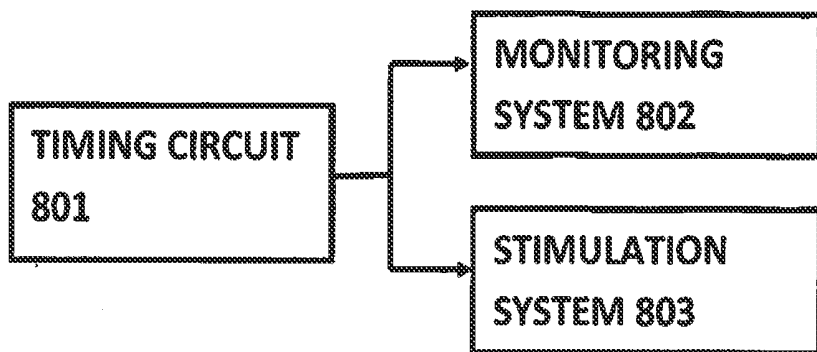 TIMING CIRCUIT
801
MONITORING
SYSTEM 802
STIMULATION
SYSTEM 803